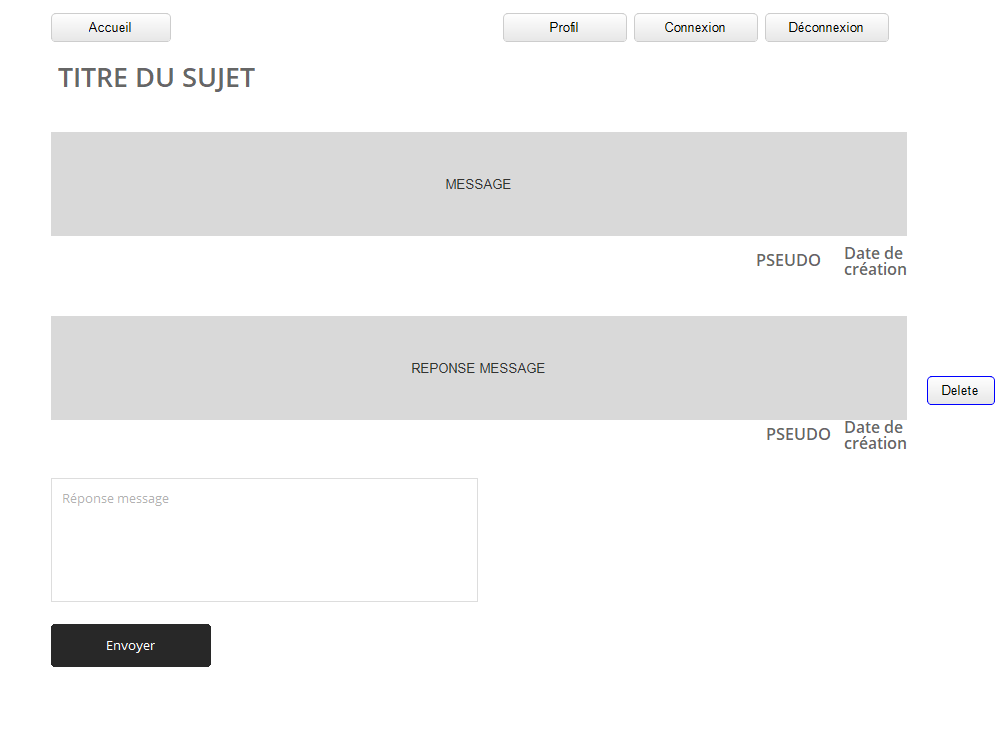 Accueil
Profil
Connexion
Déconnexion
TITRE DU SUJET
MESSAGE
PSEUDO
Date de
création
REPONSE MESSAGE
Delete
PSEUDO
Date de
création
Réponse message
Envoyer